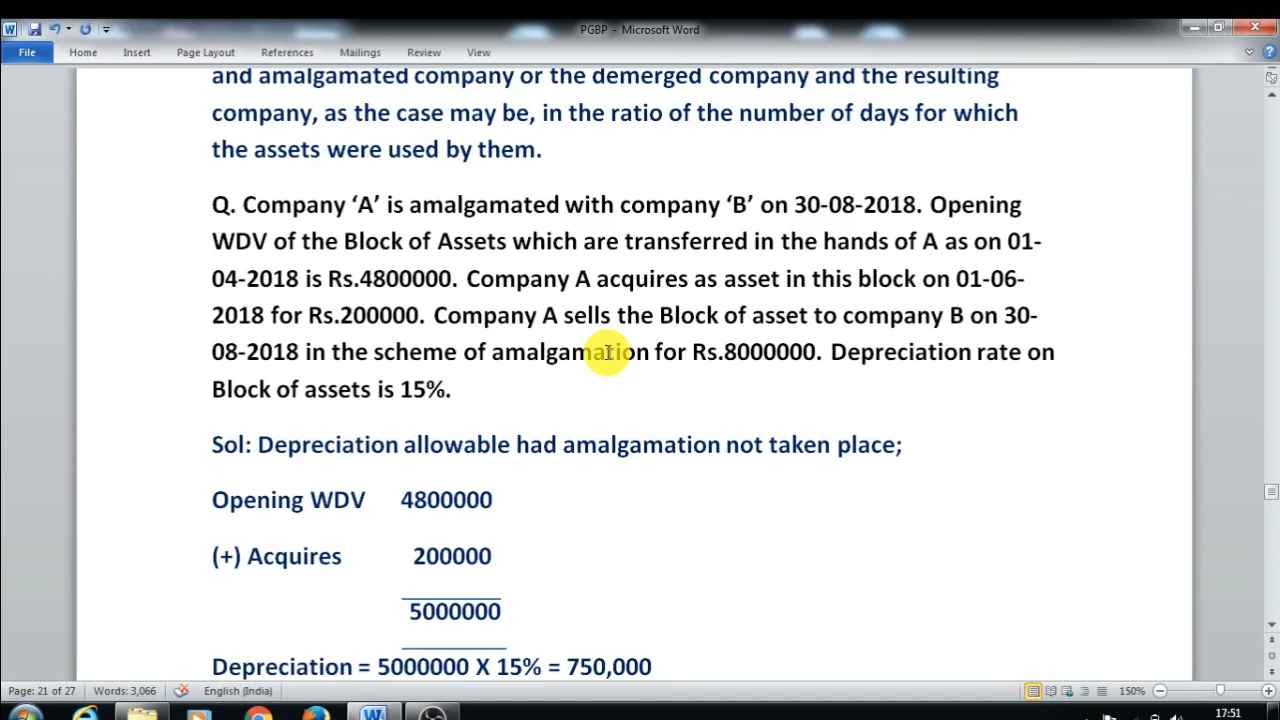 PGBP - Microsoft Word
File Home Insert Page Layout References Mailings Review View
and amalgamated company or the demerged company and the resulting
company, as the case may be, in the ratio of the number of days for which
the assets were used by them.
Q. Company ‘A’ is amalgamated with company ‘B’ on 30-08-2018. Opening
WDV of the Block of Assets which are transferred in the hands of A as on 01-
04-2018 is Rs.4800000. Company A acquires as asset in this block on 01-06-
2018 for Rs.200000. Company A sells the Block of asset to company B on 30-
08-2018 in the scheme of amalgamation for Rs.8000000. Depreciation rate on
Block of assets is 15%.
Sol: Depreciation allowable had amalgamation not taken place;
Opening WDV 4800000
(+) Acquires 200000
5000000
Depreciation = 5000000 X 15% = 750,000
Page: 21 of 27 Words: 3,066 English (India) 150%
17:51